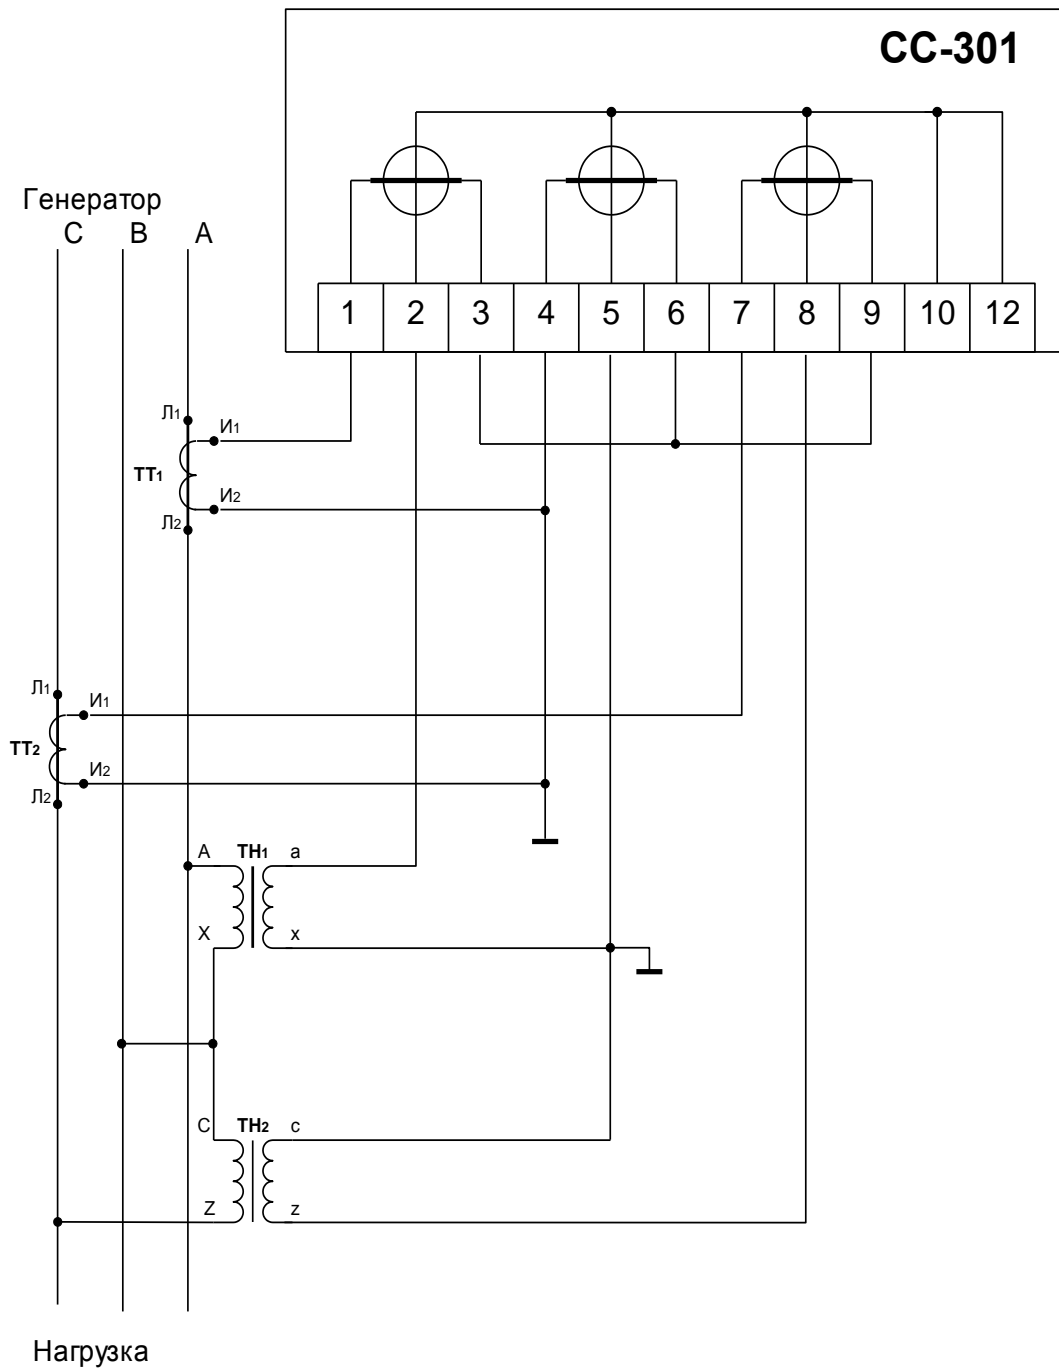 СС-301
Генератор
С В А
1 2 3 4 5 6 7 8 9 10 12
Л1
И1
ТТ1
И2
Л2
Л1
И1
ТТ2
И2
Л2
А ТН1 а
Х х
С ТН2 с
Z z
Нагрузка